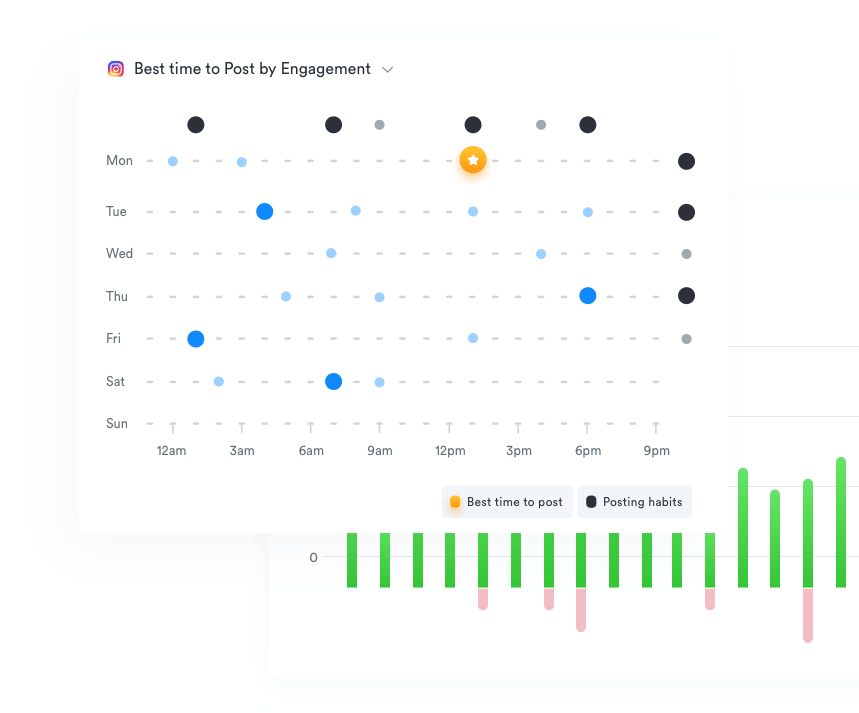 Best time to Post by Engagement
Mon
Tue
Wed
Thu
Fri
Sat
Sun
12am 3am 6am 9am 12pm 3pm 6pm 9pm
Best time to post Posting habits
0